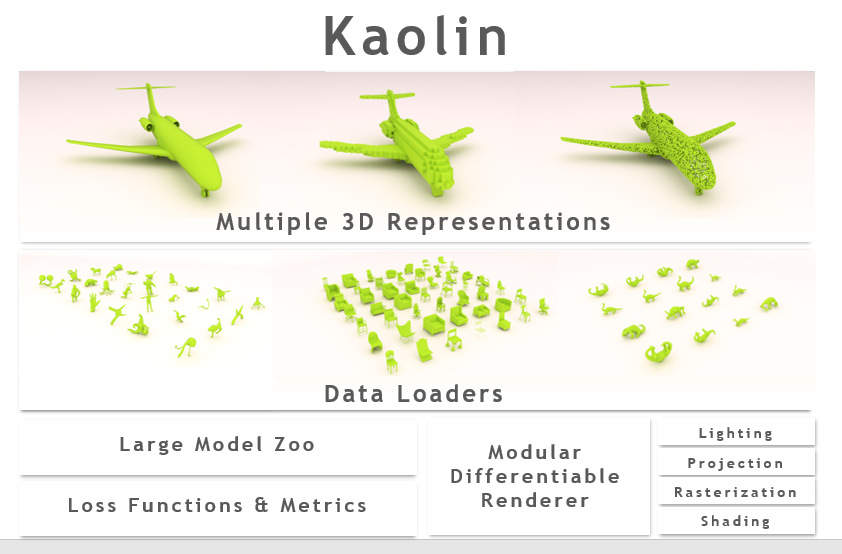 Kaolin
Multiple 3D Representations
Data Loaders
Large Model Zoo
Loss Functions & Metrics
Modular
Differentiable
Renderer
Lighting
Projection
Rasterization
Shading